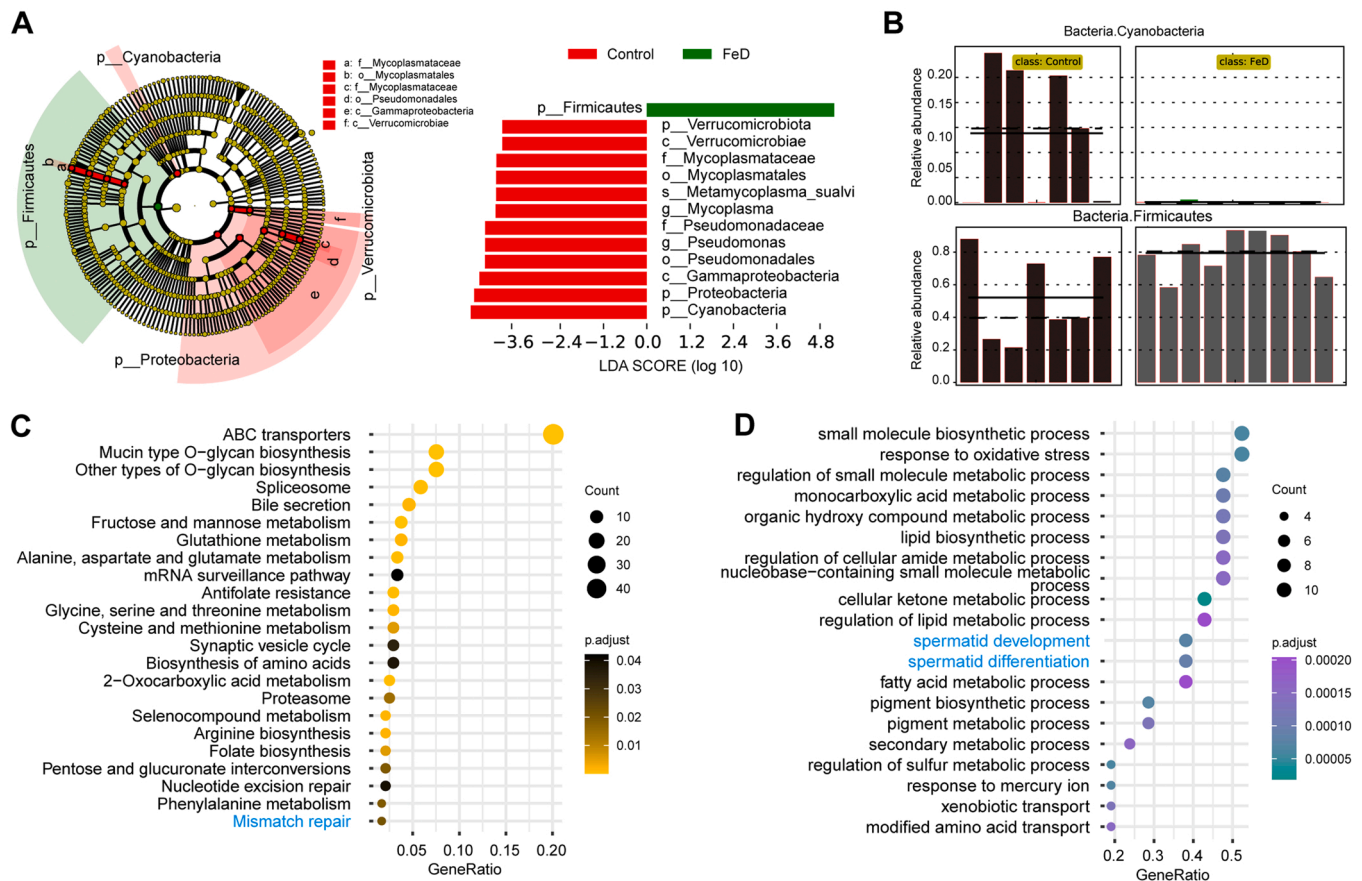 A
p__Cyanobacteria
p__Firmicutes
b
a
p__Proteobacteria
e
d
c
f
p__Verrucomicrobiota
a: f__Mycoplasmataceae
b: o__Mycoplasmatales
c: f__Mycoplasmataceae
d: o__Pseudomonadales
e: c__Gammaproteobacteria
f: c__Verrucomicrobiae
Control
FeD
p__Firmicautes
p__Verrucomicrobiota
c__Verrucomicrobiae
f__Mycoplasmataceae
o__Mycoplasmatales
s__Metamycoplasma_sualvi
g__Mycoplasma
f__Pseudomonadaceae
g__Pseudomonas
o__Pseudomonadales
c__Gammaproteobacteria
p__Proteobacteria
p__Cyanobacteria
−3.6 −2.4 −1.2 0.0 1.2 2.4 3.6 4.8
LDA SCORE (log 10)
B
Bacteria.Cyanobacteria
class: Control
class: FeD
Relative abundance
0.20
0.15
0.10
0.05
0.00
Bacteria.Firmicautes
Relative abundance
0.8
0.6
0.4
0.2
0.0
C
ABC transporters
Mucin type O−glycan biosynthesis
Other types of O−glycan biosynthesis
Spliceosome
Bile secretion
Fructose and mannose metabolism
Glutathione metabolism
Alanine, aspartate and glutamate metabolism
mRNA surveillance pathway
Antifolate resistance
Glycine, serine and threonine metabolism
Cysteine and methionine metabolism
Synaptic vesicle cycle
Biosynthesis of amino acids
2−Oxocarboxylic acid metabolism
Proteasome
Selenocompound metabolism
Arginine biosynthesis
Folate biosynthesis
Pentose and glucuronate interconversions
Nucleotide excision repair
Phenylalanine metabolism
Mismatch repair
0.05 0.10 0.15 0.20
GeneRatio
Count
10
20
30
40
p.adjust
0.04
0.03
0.02
0.01
D
small molecule biosynthetic process
response to oxidative stress
regulation of small molecule metabolic process
monocarboxylic acid metabolic process
organic hydroxy compound metabolic process
lipid biosynthetic process
regulation of cellular amide metabolic process
nucleobase−containing small molecule metabolic
process
cellular ketone metabolic process
regulation of lipid metabolic process
spermatid development
spermatid differentiation
fatty acid metabolic process
pigment biosynthetic process
pigment metabolic process
secondary metabolic process
regulation of sulfur metabolic process
response to mercury ion
xenobiotic transport
modified amino acid transport
0.2 0.3 0.4 0.5
GeneRatio
Count
4
6
8
10
p.adjust
0.00020
0.00015
0.00010
0.00005